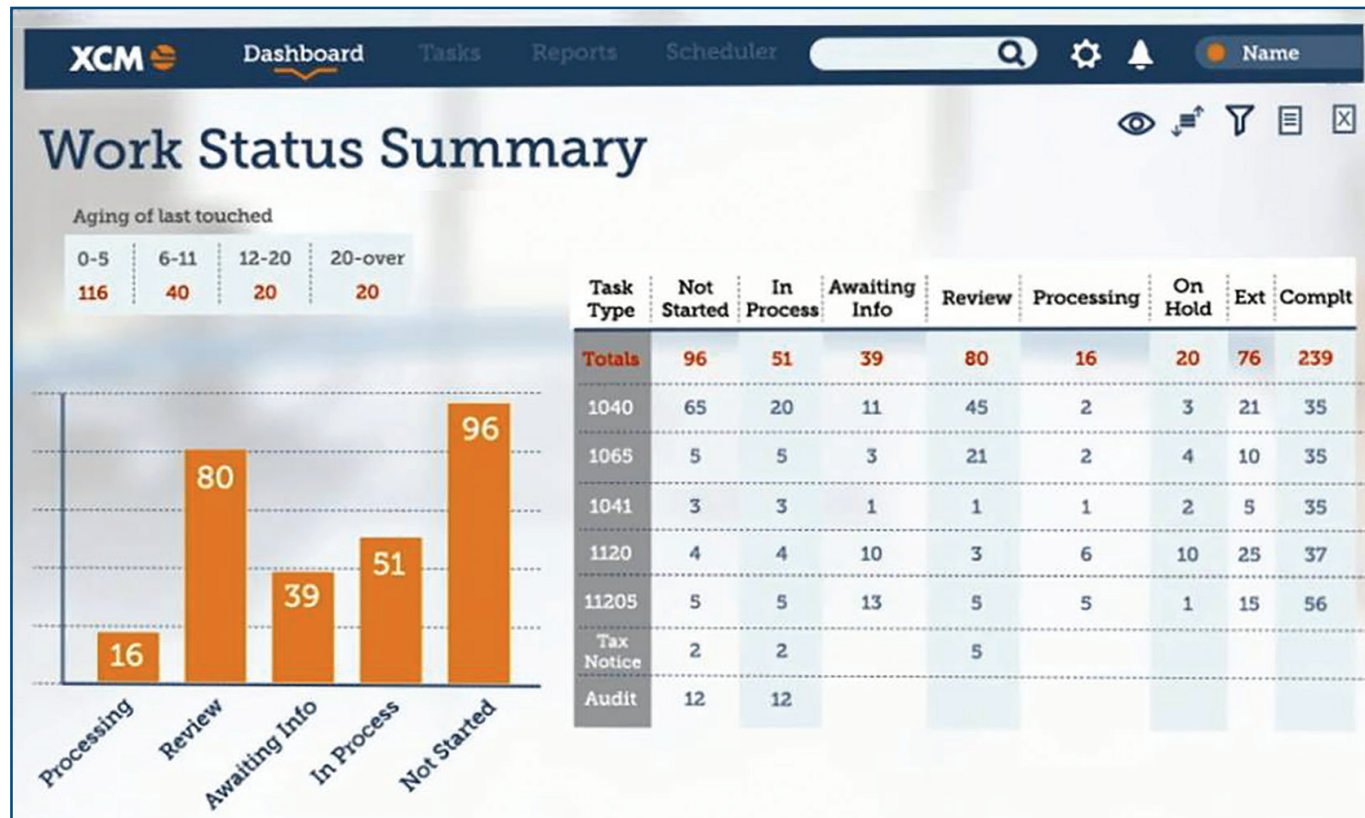 XCM Dashboard Tasks Reports Scheduler Name
Work Status Summary
Aging of last touched
0-5 6-11 12-20 20-over
116 40 20 20
Task Type Not Started In Process Awaiting Info Review Processing On Hold Ext Complt
Totals 96 51 39 80 16 20 76 239
1040 65 20 11 45 2 3 21 35
1065 5 5 3 21 2 4 10 35
1041 3 3 1 1 1 2 5 35
1120 4 4 10 3 6 10 25 37
11205 5 5 13 5 5 1 15 56
Tax Notice 2 2 5
Audit 12 12
16 80 39 51 96
Processing Review Awaiting Info In Process Not Started